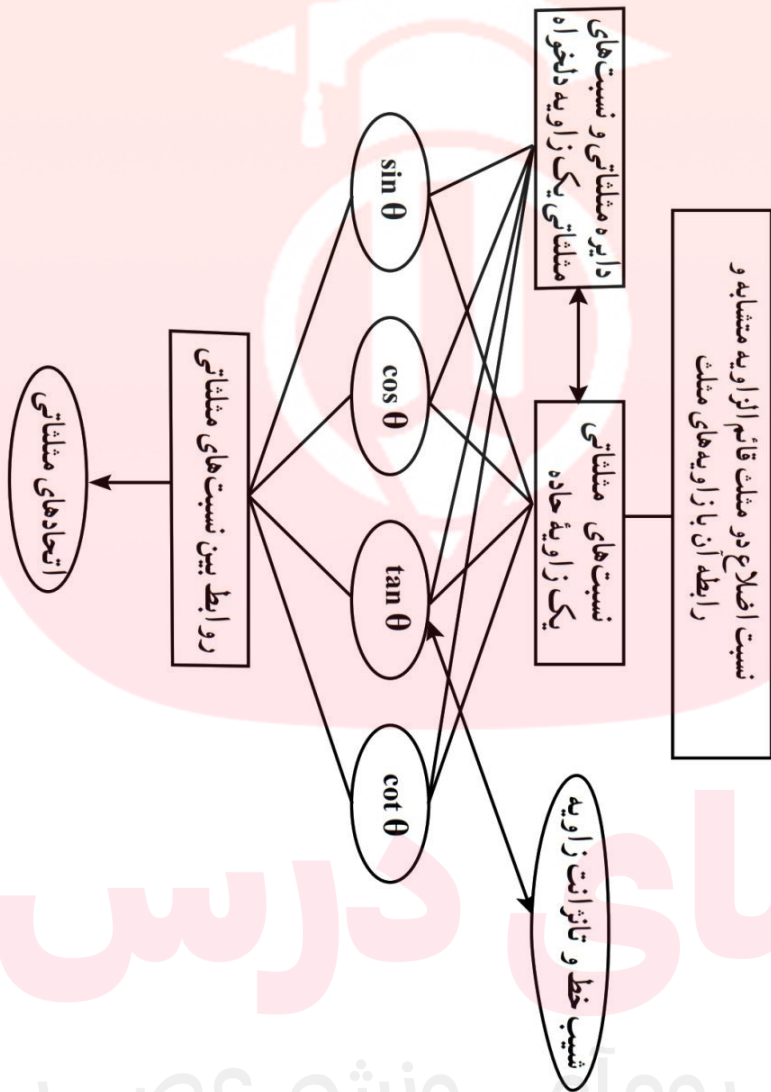 نسبت اضلاع دو مثلث قائم الزاویه متشابه و
رابطه آن با زاویه‌های مثلث
دایره مثلثاتی و نسبت‌های
مثلثاتی یک زاویه دلخواه
نسبت‌های مثلثاتی
یک زاویهٔ حاده
شیب خط و تانژانت زاویه
sin θ
cos θ
tan θ
cot θ
روابط بین نسبت‌های مثلثاتی
اتحادهای مثلثاتی
درس